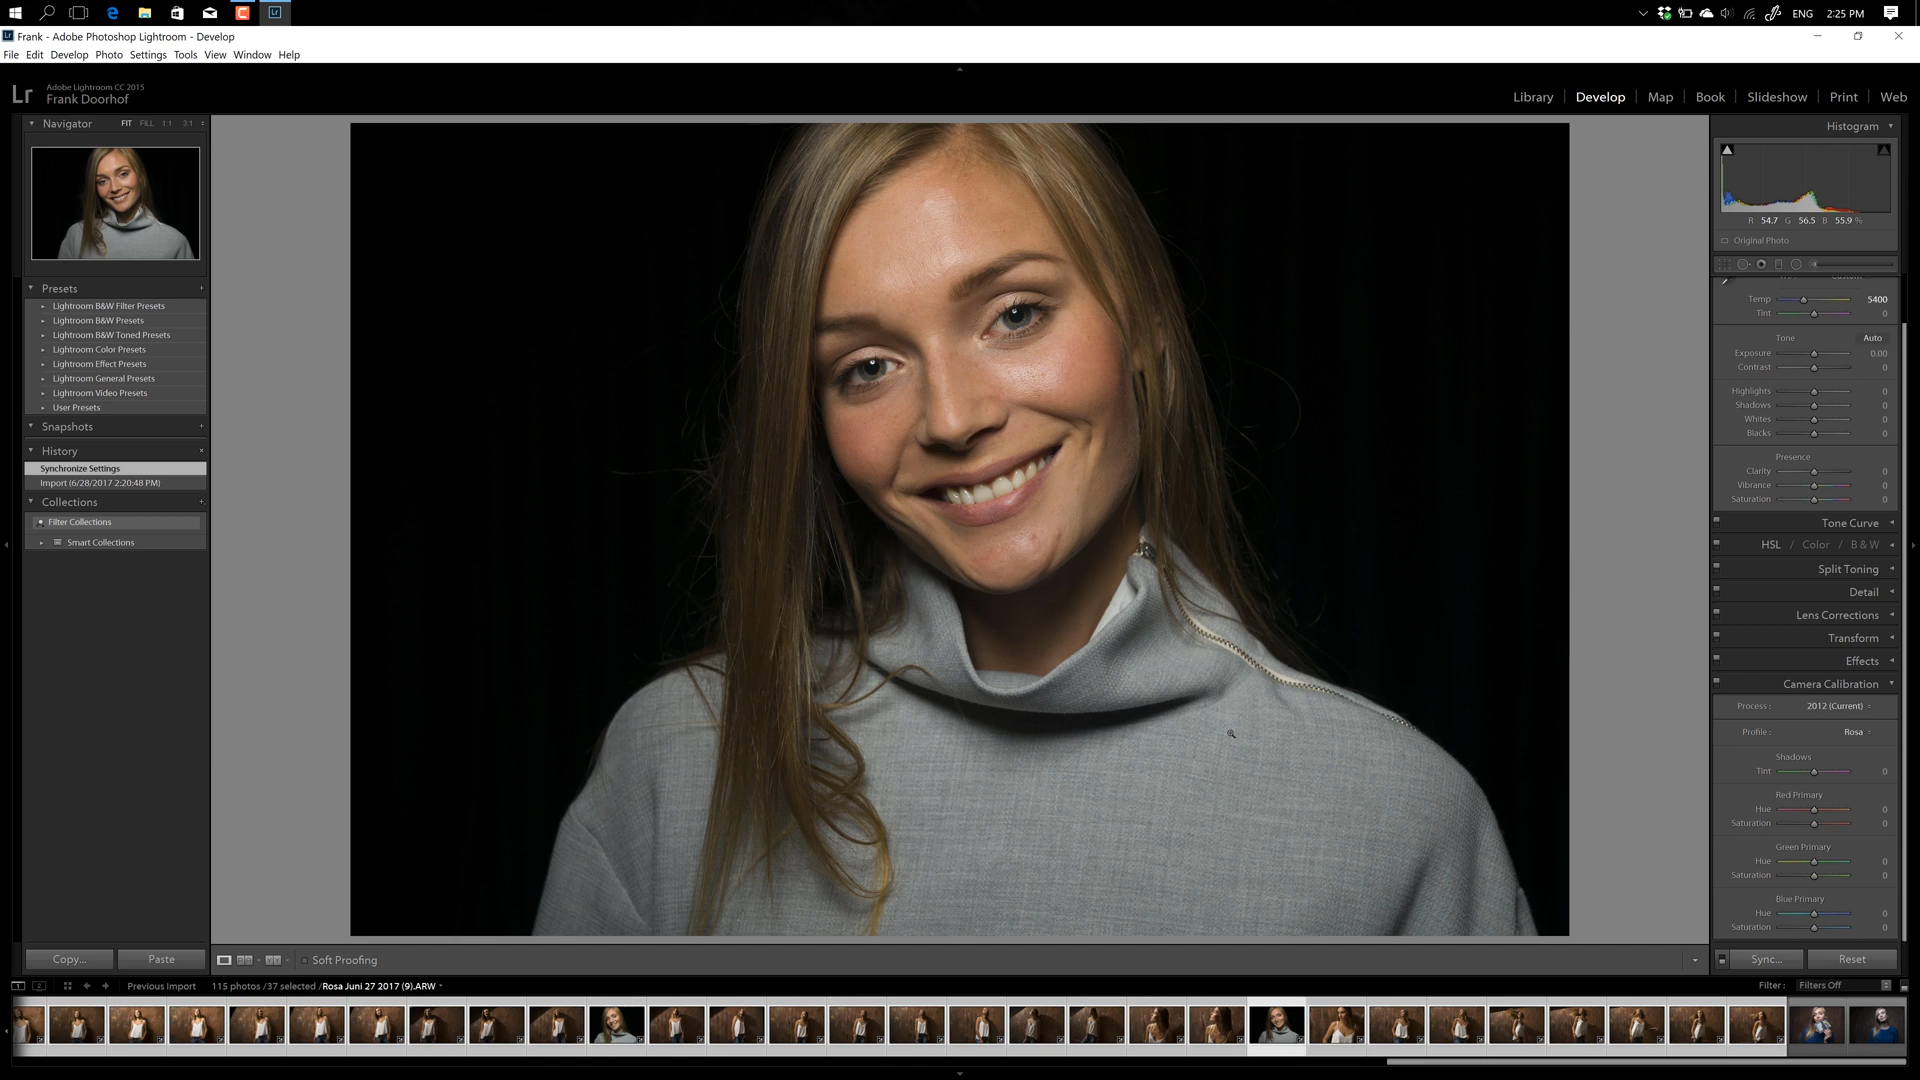 ENG 2:25 PM
Frank - Adobe Photoshop Lightroom - Develop
File Edit Develop Photo Settings Tools View Window Help
Lr Adobe Lightroom CC 2015
Frank Doorhof
Library Develop Map Book Slideshow Print Web
Navigator FIT FILL 1:1 3:1
Presets
Lightroom B&W Filter Presets
Lightroom B&W Presets
Lightroom B&W Toned Presets
Lightroom Color Presets
Lightroom Effect Presets
Lightroom General Presets
Lightroom Video Presets
User Presets
Snapshots
History
Synchronize Settings
Import (6/28/2017 2:20:48 PM)
Collections
Filter Collections
Smart Collections
Copy... Paste
Soft Proofing
Histogram
R 54.7 G 56.5 B 55.9 %
Original Photo
Temp 5400
Tint 0
Tone Auto
Exposure 0.00
Contrast 0
Highlights 0
Shadows 0
Whites 0
Blacks 0
Presence
Clarity 0
Vibrance 0
Saturation 0
Tone Curve
HSL / Color / B & W
Split Toning
Detail
Lens Corrections
Transform
Effects
Camera Calibration
Process : 2012 (Current)
Profile : Rosa
Shadows
Tint 0
Red Primary
Hue 0
Saturation 0
Green Primary
Hue 0
Saturation 0
Blue Primary
Hue 0
Saturation 0
Sync... Reset
1 2 Previous Import 115 photos /37 selected /Rosa Juni 27 2017 (9).ARW
Filter : Filters Off